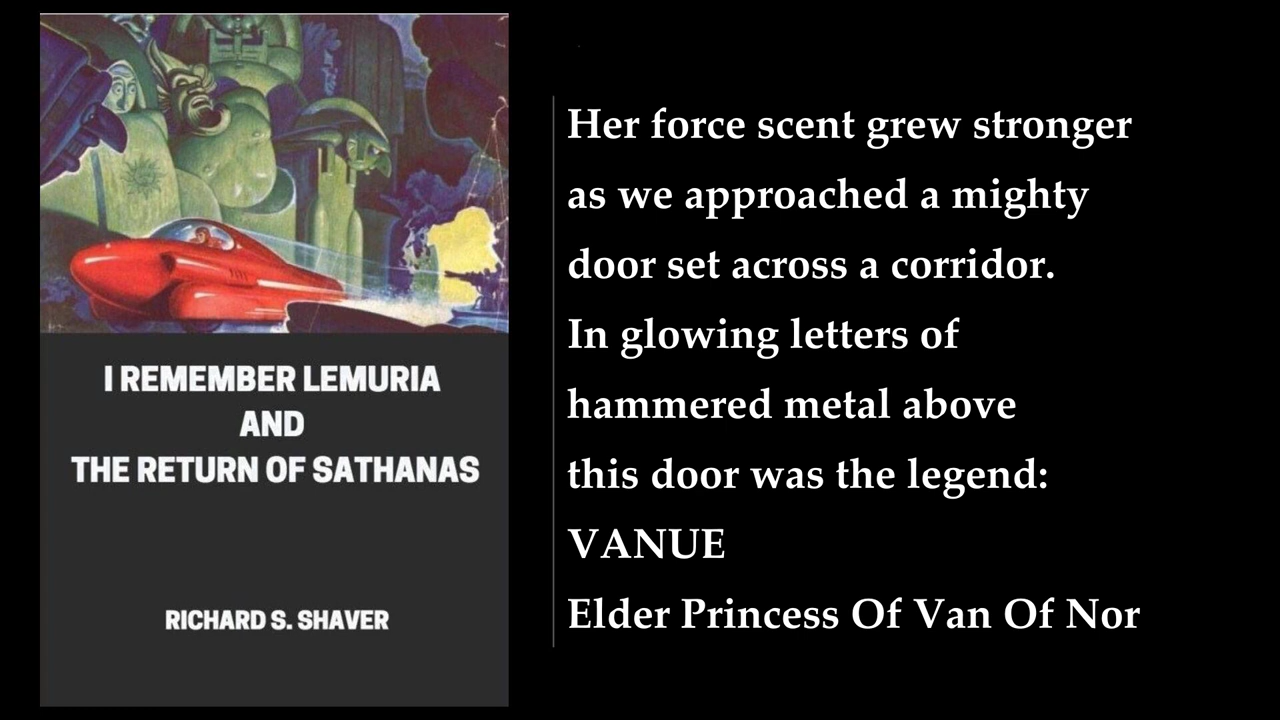 I REMEMBER LEMURIA
AND
THE RETURN OF SATHANAS
RICHARD S. SHAVER
Her force scent grew stronger
as we approached a mighty
door set across a corridor.
In glowing letters of
hammered metal above
this door was the legend:
VANUE
Elder Princess Of Van Of Nor